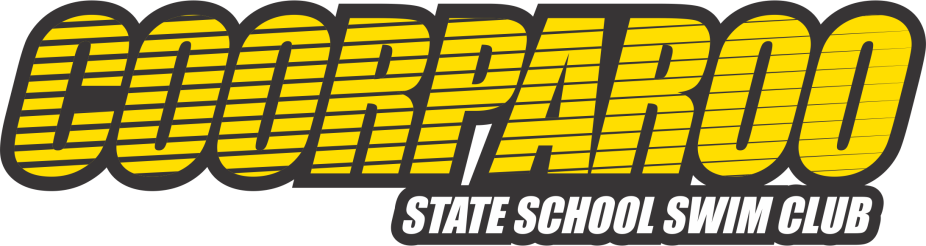 COORPAROO
STATE SCHOOL SWIM CLUB